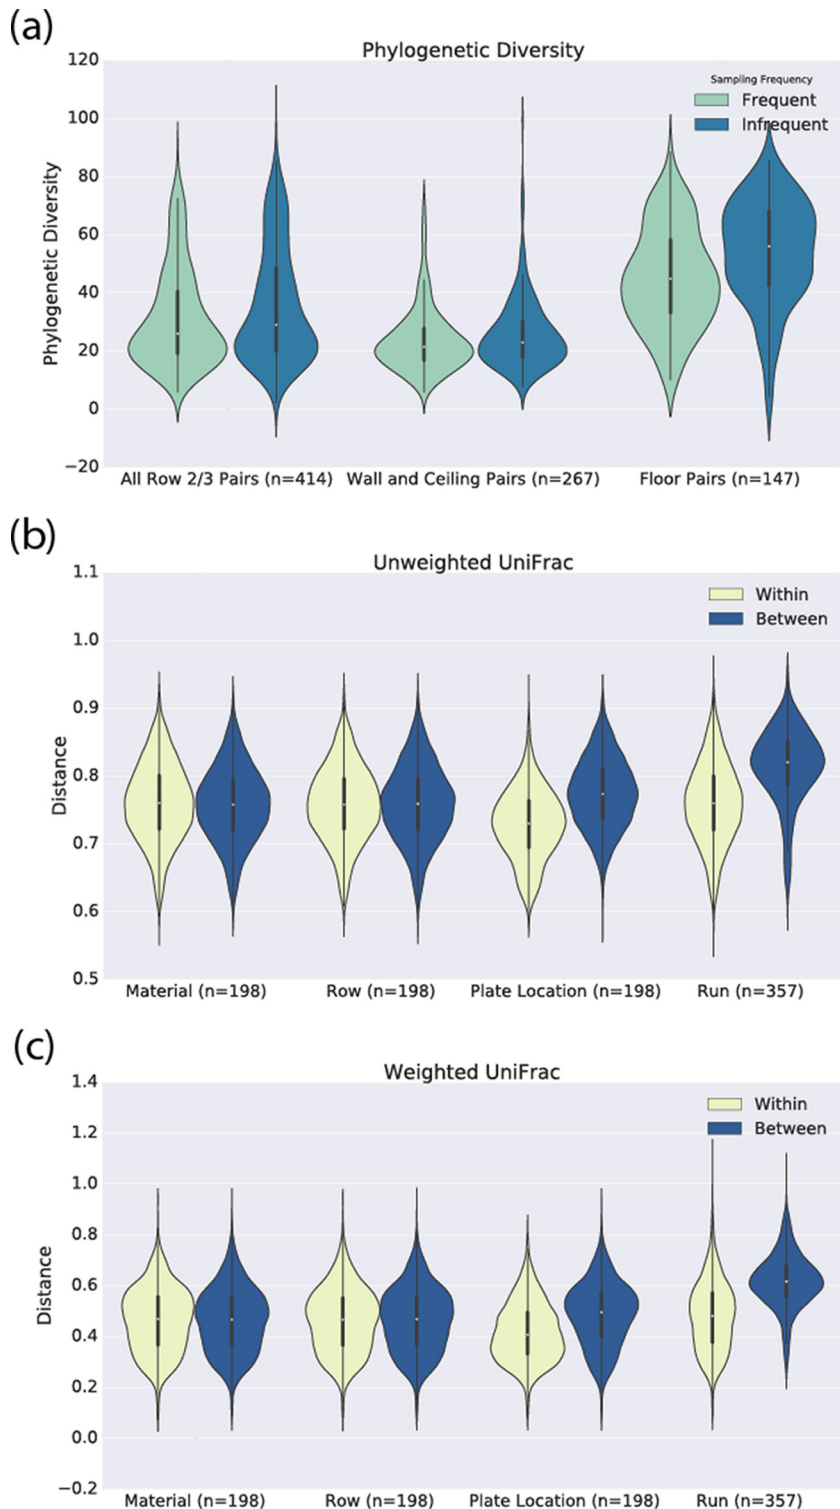 (a)
Phylogenetic Diversity
Sampling Frequency
Frequent
Infrequent
Phylogenetic Diversity
120
100
80
60
40
20
0
−20
All Row 2/3 Pairs (n=414) Wall and Ceiling Pairs (n=267) Floor Pairs (n=147)
(b)
Unweighted UniFrac
Within
Between
Distance
1.1
1.0
0.9
0.8
0.7
0.6
0.5
Material (n=198) Row (n=198) Plate Location (n=198) Run (n=357)
(c)
Weighted UniFrac
Within
Between
Distance
1.4
1.2
1.0
0.8
0.6
0.4
0.2
0.0
−0.2
Material (n=198) Row (n=198) Plate Location (n=198) Run (n=357)